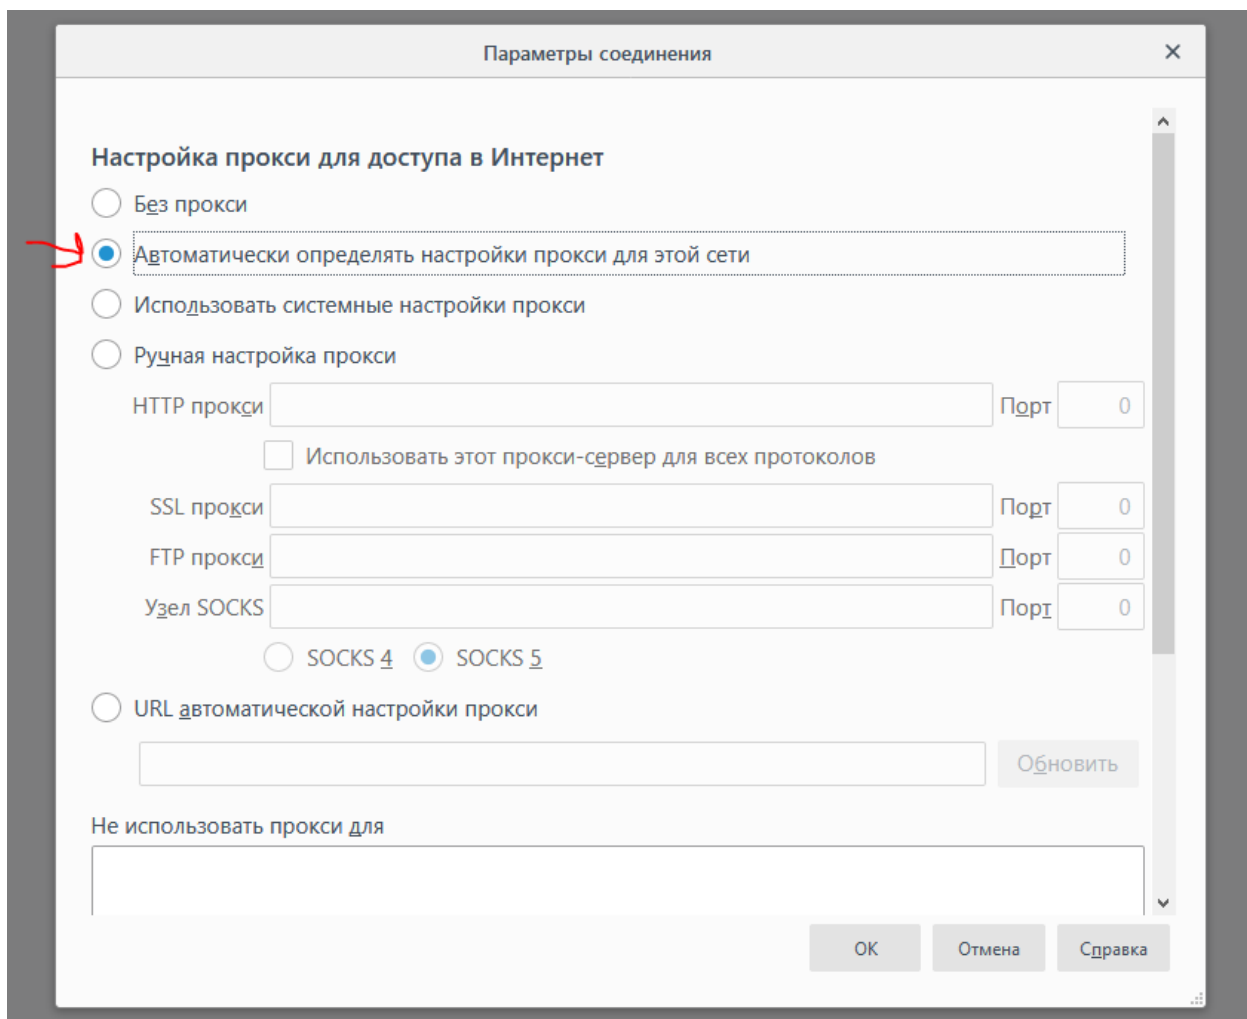 Параметры соединения
Настройка прокси для доступа в Интернет
Без прокси
Автоматически определять настройки прокси для этой сети
Использовать системные настройки прокси
Ручная настройка прокси
HTTP прокси Порт 0
Использовать этот прокси-сервер для всех протоколов
SSL прокси Порт 0
FTP прокси Порт 0
Узел SOCKS Порт 0
SOCKS 4 SOCKS 5
URL автоматической настройки прокси
Обновить
Не использовать прокси для
ОК Отмена Справка